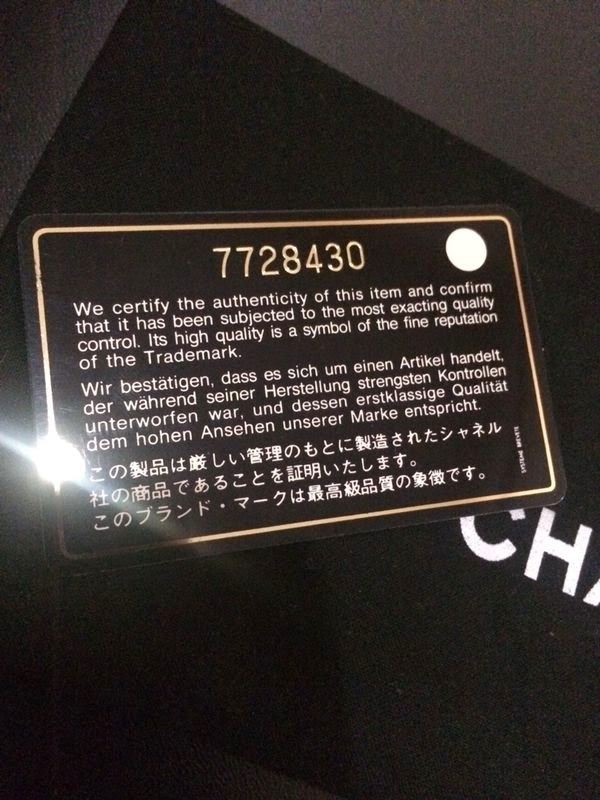 7728430
We certify the authenticity of this item and confirm
that it has been subjected to the most exacting quality
control. Its high quality is a symbol of the fine reputation
of the Trademark.
Wir bestätigen, dass es sich um einen Artikel handelt,
der während seiner Herstellung strengsten Kontrollen
unterworfen war, und dessen erstklassige Qualität
dem hohen Ansehen unserer Marke entspricht.
この製品は厳しい管理のもとに製造されたシャネル
社の商品であることを証明いたします。
このブランド・マークは最高級品質の象徴です。
SYSTEME BREVETE
CHA